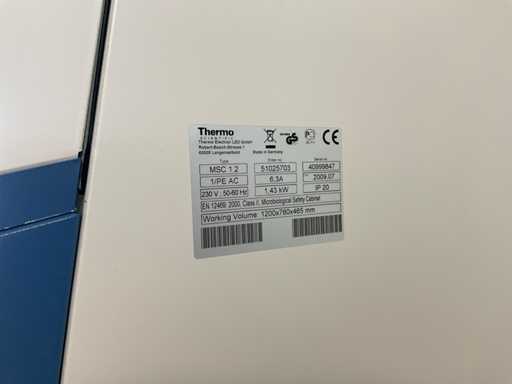 Thermo
SCIENTIFIC
Thermo Electron LED GmbH
Robert-Bosch-Strasse 1
63505 Langenselbold
Made in Germany
CE
Type Order no Serial no
MSC 1.2 51025703 40999847
1/PE AC 6,3A 2009.07
230 V ; 50-60 Hz 1,43 kW IP 20
EN 12469: 2000, Class II, Microbiological Safety Cabinet
Working Volume: 1200x780x465 mm